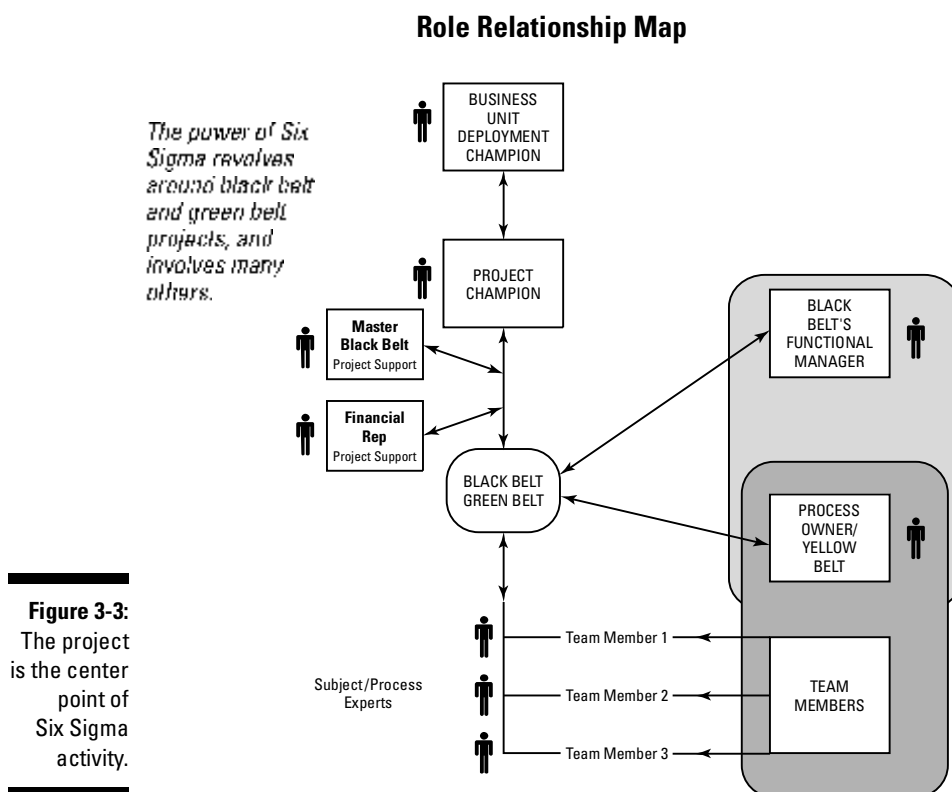 Role Relationship Map
BUSINESS
UNIT
DEPLOYMENT
CHAMPION
The power of Six
Sigma revolves
around black belt
and green belt
projects, and
involves many
others.
PROJECT
CHAMPION
Master
Black Belt
Project Support
BLACK
BELT'S
FUNCTIONAL
MANAGER
Financial
Rep
Project Support
BLACK BELT
GREEN BELT
PROCESS
OWNER/
YELLOW
BELT
Figure 3-3:
The project
is the center
point of
Six Sigma
activity.
Subject/Process
Experts
Team Member 1
Team Member 2
Team Member 3
TEAM
MEMBERS